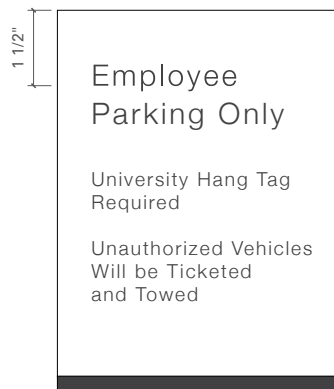 1 1/2"
Employee
Parking Only
University Hang Tag
Required
Unauthorized Vehicles
Will be Ticketed
and Towed